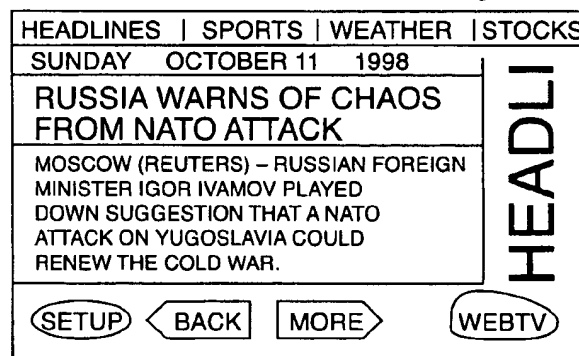 HEADLINES | SPORTS | WEATHER | STOCKS
SUNDAY OCTOBER 11 1998
RUSSIA WARNS OF CHAOS
FROM NATO ATTACK
MOSCOW (REUTERS) – RUSSIAN FOREIGN
MINISTER IGOR IVAMOV PLAYED
DOWN SUGGESTION THAT A NATO
ATTACK ON YUGOSLAVIA COULD
RENEW THE COLD WAR.
HEADLI
SETUP BACK MORE WEBTV